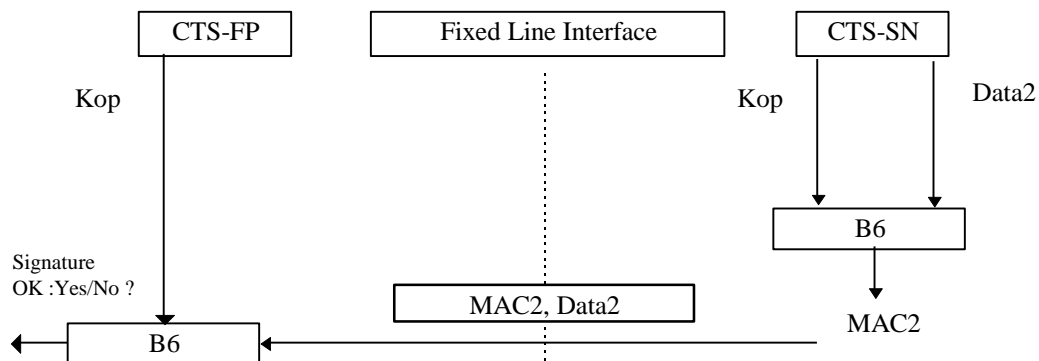 CTS-FP
Fixed Line Interface
CTS-SN
Kop
Kop
Data2
B6
Signature
OK :Yes/No ?
MAC2, Data2
MAC2
B6